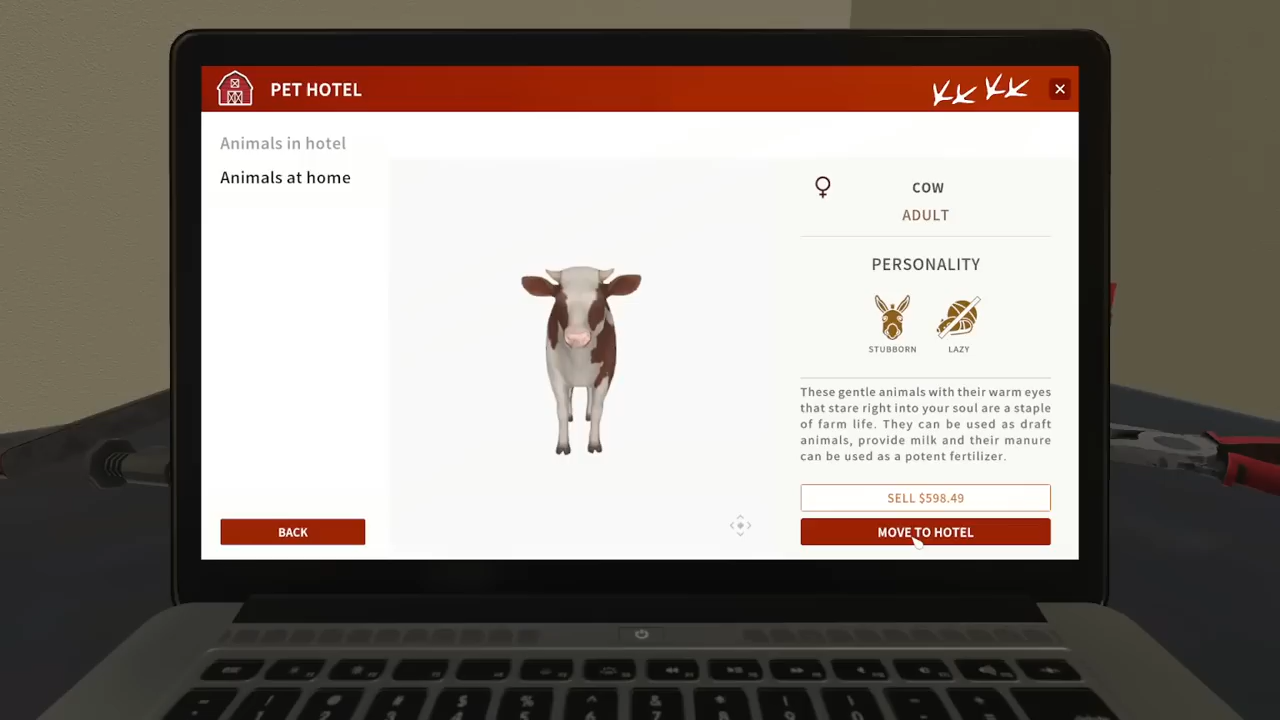 PET HOTEL
Animals in hotel
Animals at home
COW
ADULT
PERSONALITY
STUBBORN
LAZY
These gentle animals with their warm eyes
that stare right into your soul are a staple
of farm life. They can be used as draft
animals, provide milk and their manure
can be used as a potent fertilizer.
SELL $598.49
BACK
MOVE TO HOTEL